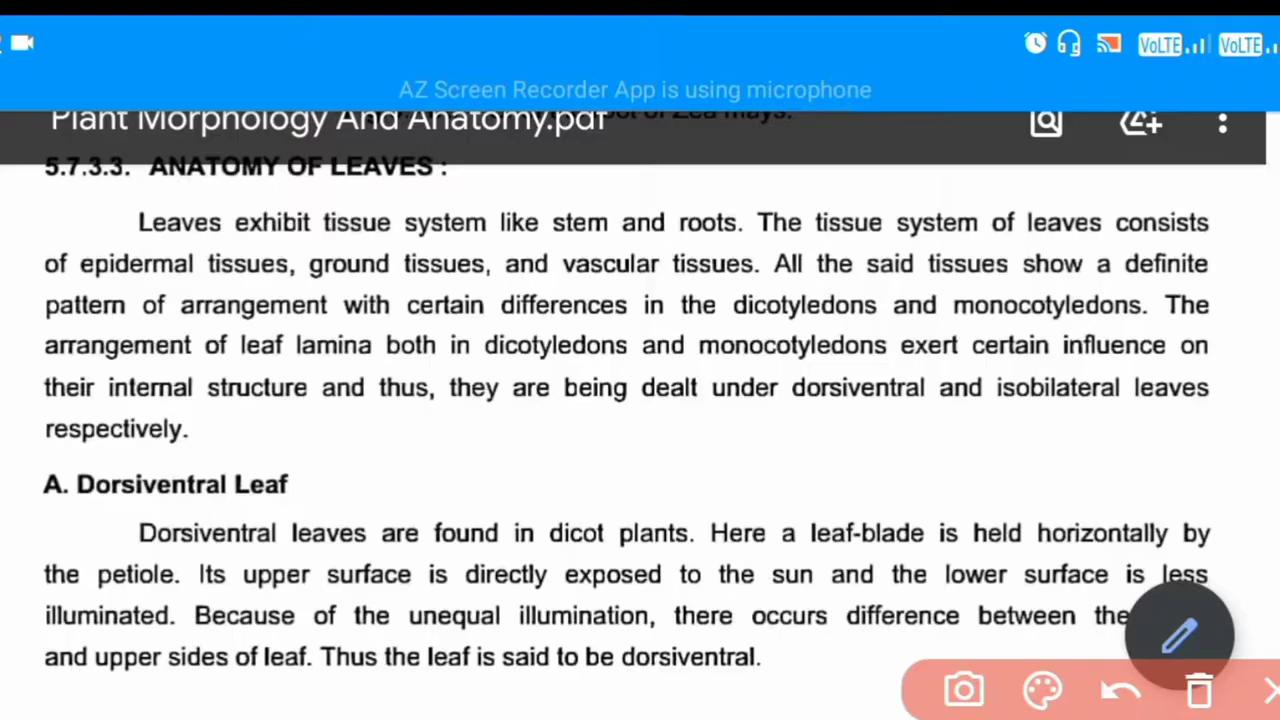 VoLTE VoLTE
AZ Screen Recorder App is using microphone
Plant Morphology And Anatomy.pdf
of Zea mays.
5.7.3.3. ANATOMY OF LEAVES :
Leaves exhibit tissue system like stem and roots. The tissue system of leaves consists
of epidermal tissues, ground tissues, and vascular tissues. All the said tissues show a definite
pattern of arrangement with certain differences in the dicotyledons and monocotyledons. The
arrangement of leaf lamina both in dicotyledons and monocotyledons exert certain influence on
their internal structure and thus, they are being dealt under dorsiventral and isobilateral leaves
respectively.
A. Dorsiventral Leaf
Dorsiventral leaves are found in dicot plants. Here a leaf-blade is held horizontally by
the petiole. Its upper surface is directly exposed to the sun and the lower surface is less
illuminated. Because of the unequal illumination, there occurs difference between the
and upper sides of leaf. Thus the leaf is said to be dorsiventral.